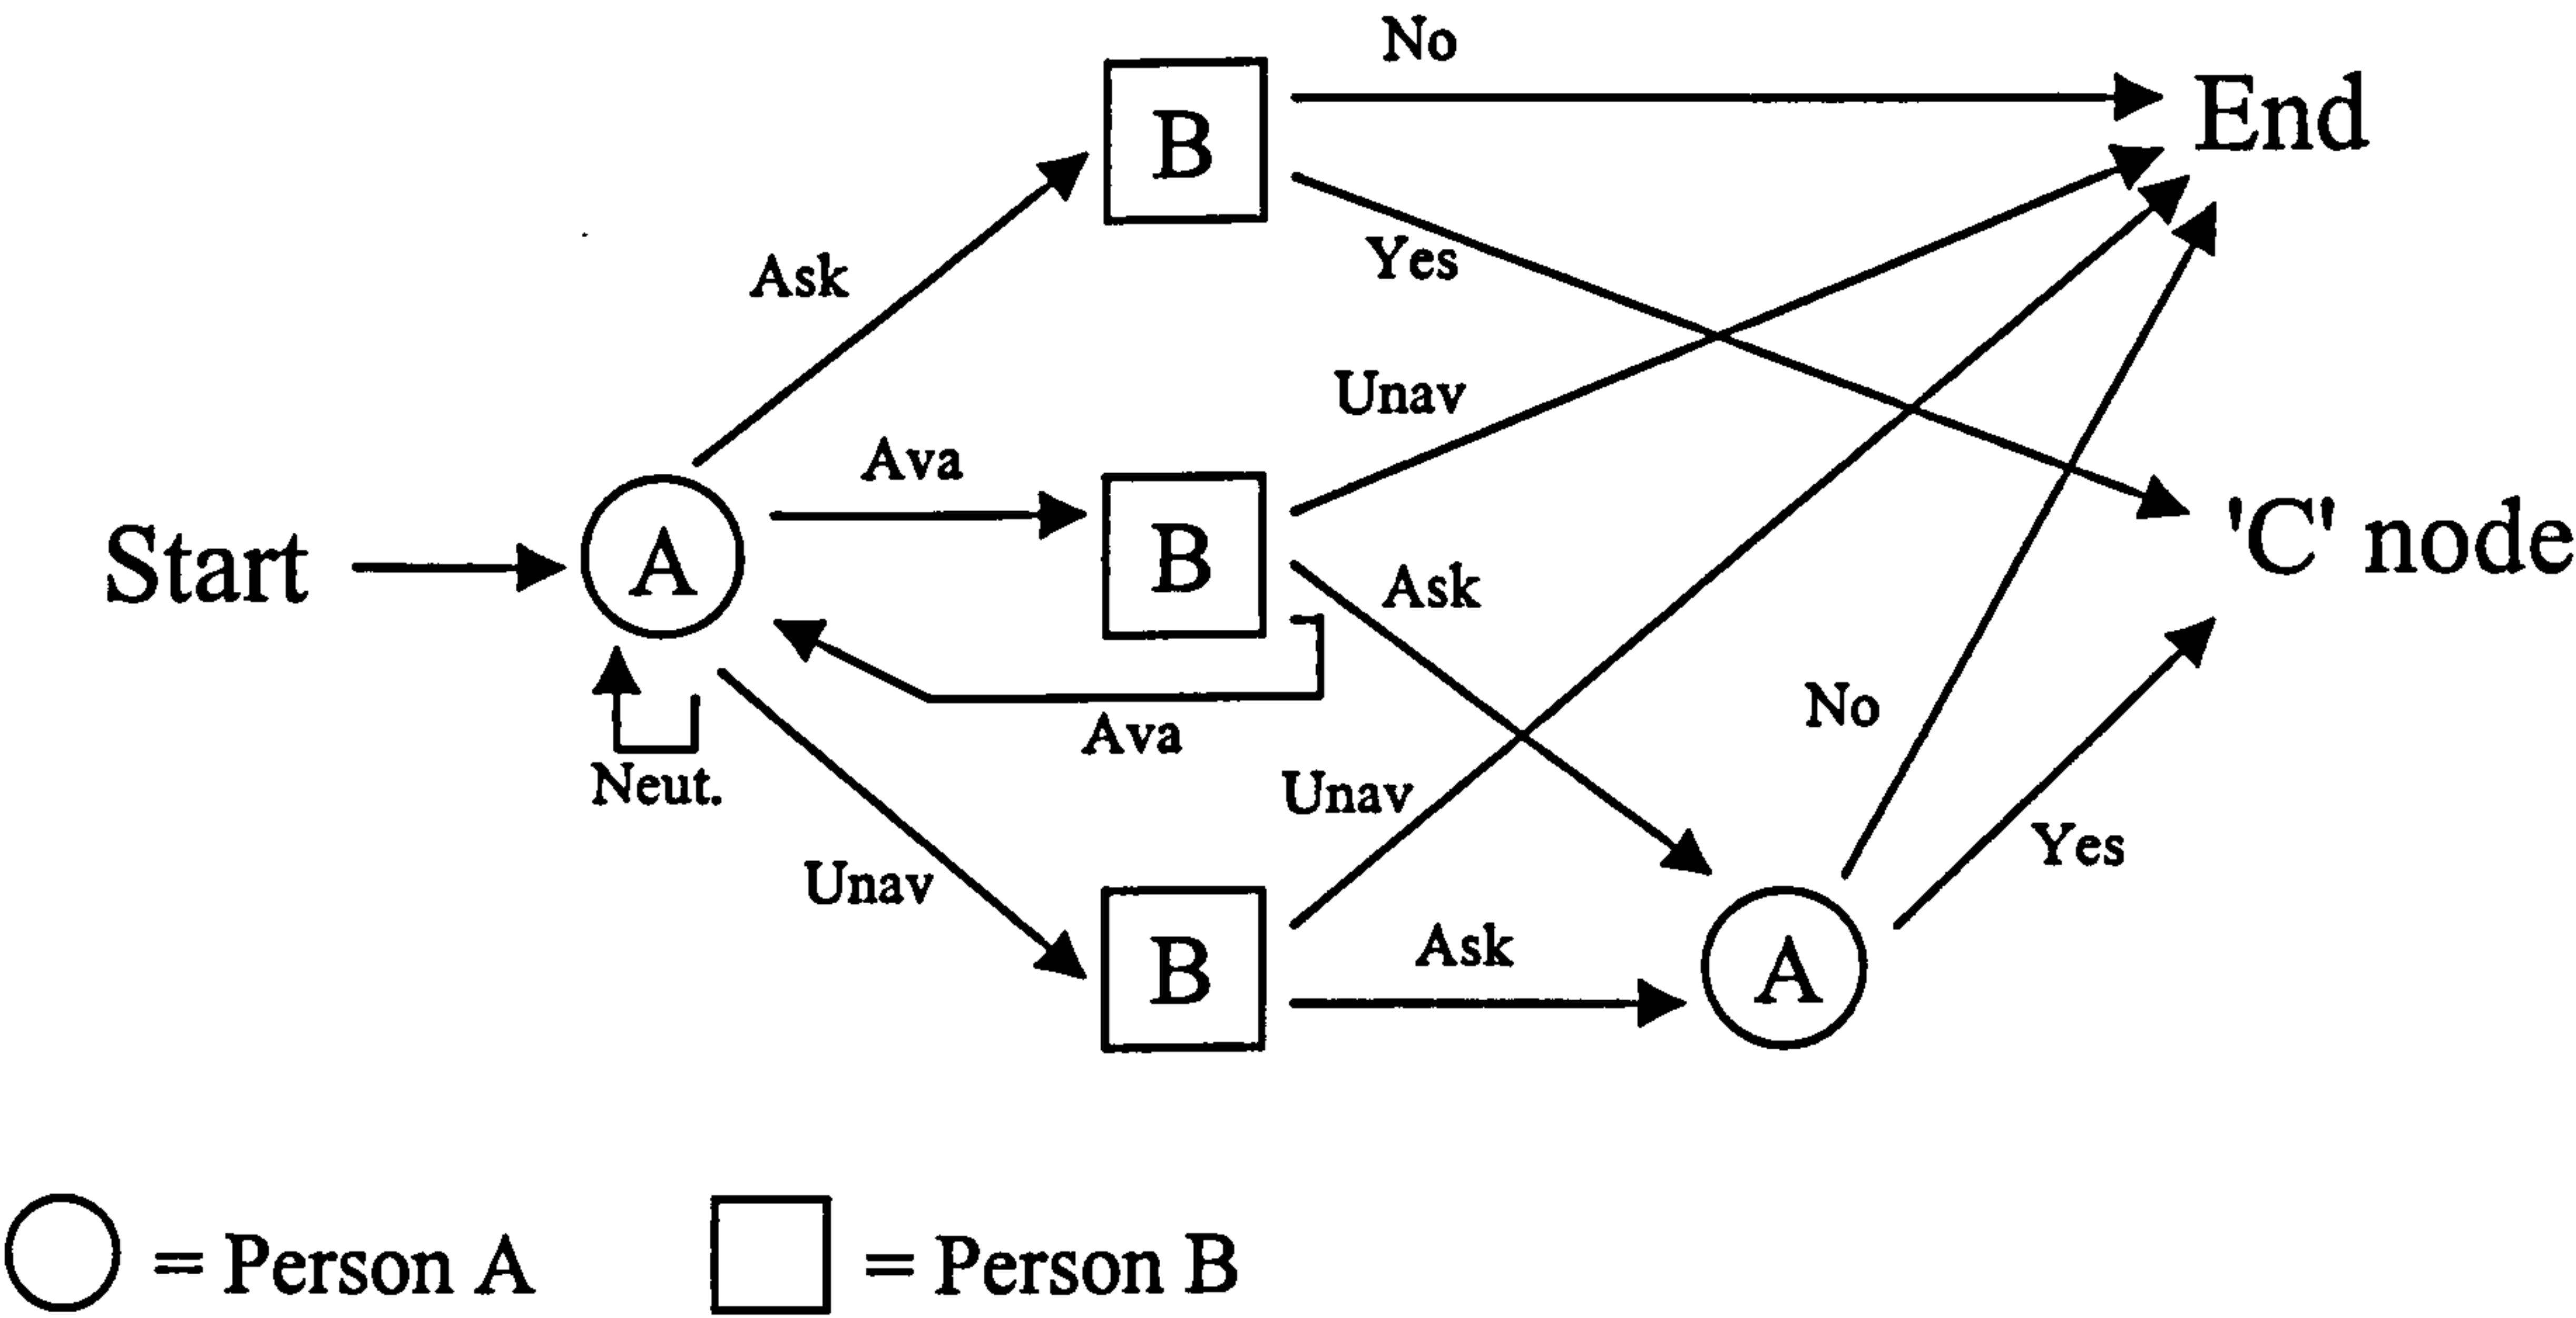 No
End
B
Yes
Ask
Unav
Ava
Start
A
B
Ask
'C' node
Ava
No
Neut.
Unav
Yes
Unav
B
Ask
A
= Person A
= Person B